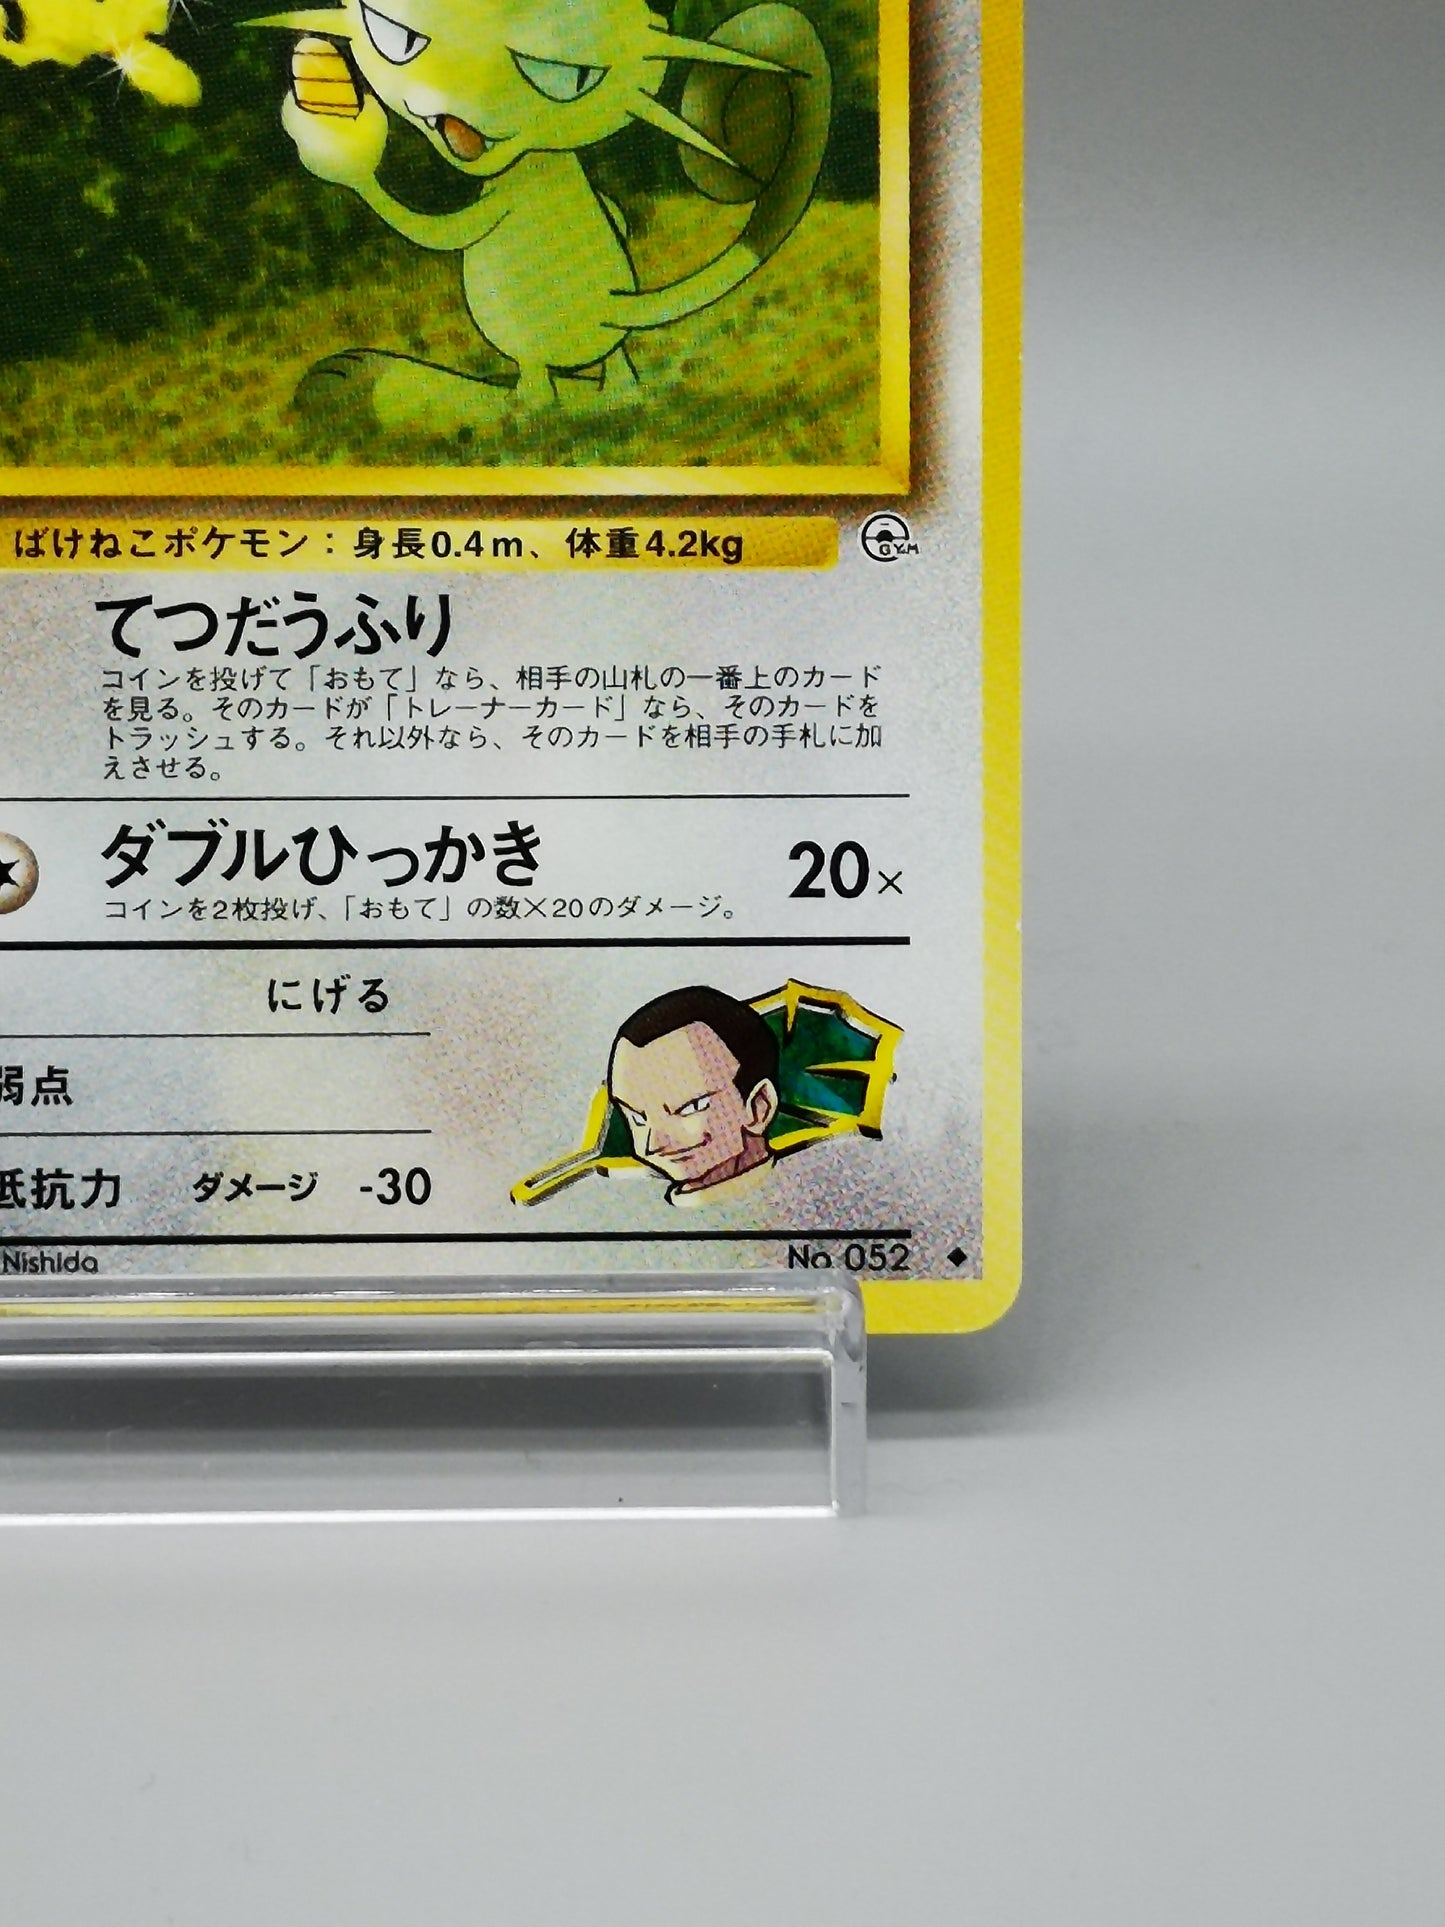 ばけねこポケモン：身長0.4m、体重4.2kg
GYM
てつだうふり
コインを投げて「おもて」なら、相手の山札の一番上のカード
を見る。そのカードが「トレーナーカード」なら、そのカードを
トラッシュする。それ以外なら、そのカードを相手の手札に加
えさせる。
ダブルひっかき 20×
コインを2枚投げ、「おもて」の数×20のダメージ。
にげる
弱点
抵抗力 ダメージ -30
Nishida No.052